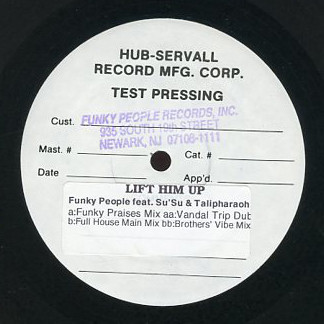 HUB-SERVALL
RECORD MFG. CORP.
TEST PRESSING
Cust.
FUNKY PEOPLE RECORDS, INC.
935 SOUTH 19th STREET
NEWARK, NJ 07108-1111
Mast. # Cat. #
Date App'd.
LIFT HIM UP
Funky People feat. Su'Su & Talipharaoh
a:Funky Praises Mix aa:Vandal Trip Dub
b:Full House Main Mix bb:Brothers' Vibe Mix